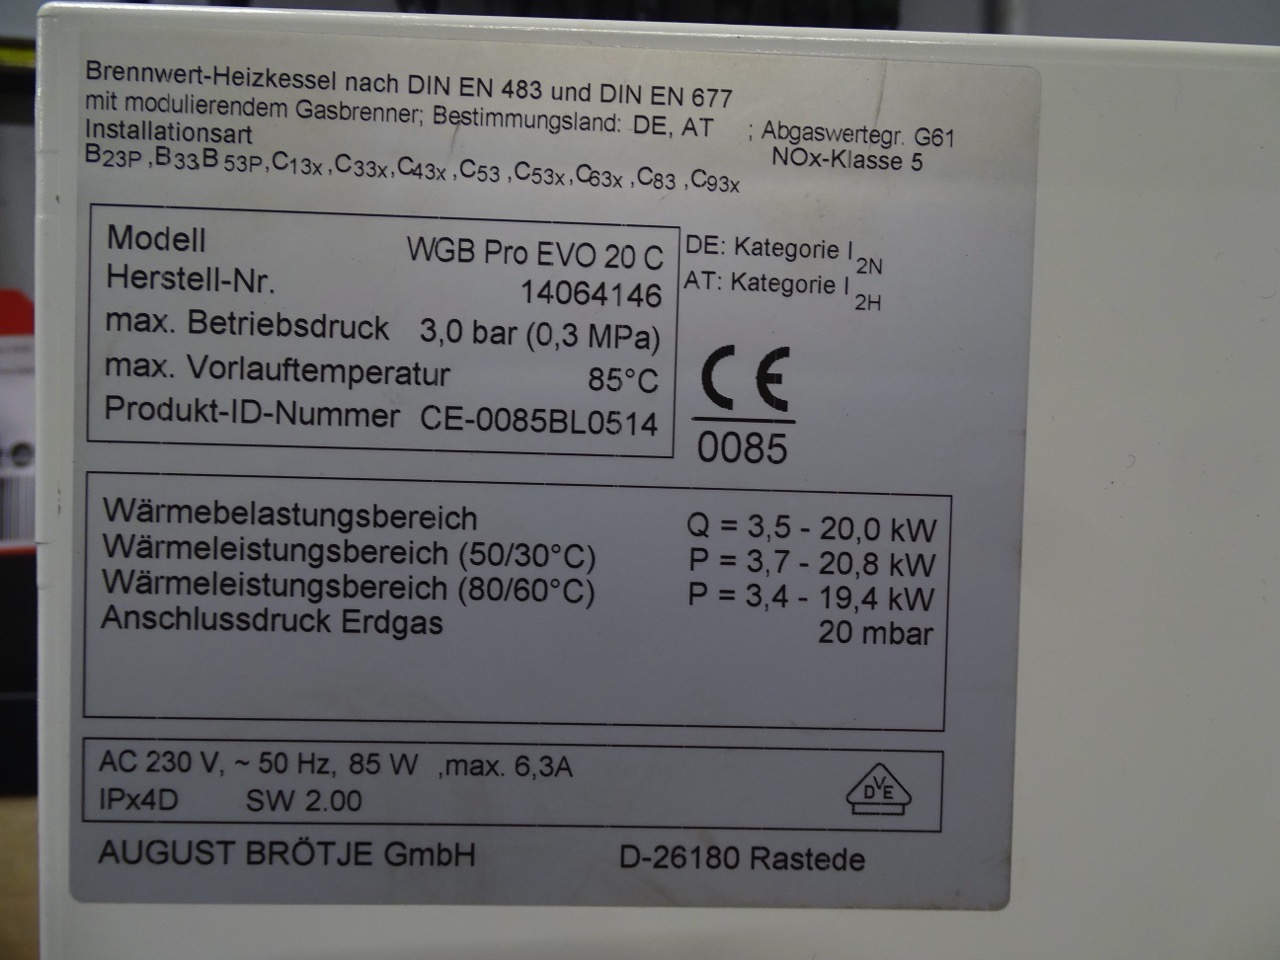 Brennwert-Heizkessel nach DIN EN 483 und DIN EN 677
mit modulierendem Gasbrenner; Bestimmungsland: DE, AT ; Abgaswertegr. G61
Installationsart NOx-Klasse 5
B23P,B33B53P,C13x,C33x,C43x,C53,C53x,C63x,C83,C93x
Modell WGB Pro EVO 20 C
Herstell-Nr. 14064146
max. Betriebsdruck 3,0 bar (0,3 MPa)
max. Vorlauftemperatur 85°C
Produkt-ID-Nummer CE-0085BL0514
DE: Kategorie I2N
AT: Kategorie I2H
CE
0085
Wärmebelastungsbereich Q = 3,5 - 20,0 kW
Wärmeleistungsbereich (50/30°C) P = 3,7 - 20,8 kW
Wärmeleistungsbereich (80/60°C) P = 3,4 - 19,4 kW
Anschlussdruck Erdgas 20 mbar
AC 230 V, ~ 50 Hz, 85 W ,max. 6,3A
IPx4D SW 2.00
DVE
AUGUST BRÖTJE GmbH D-26180 Rastede